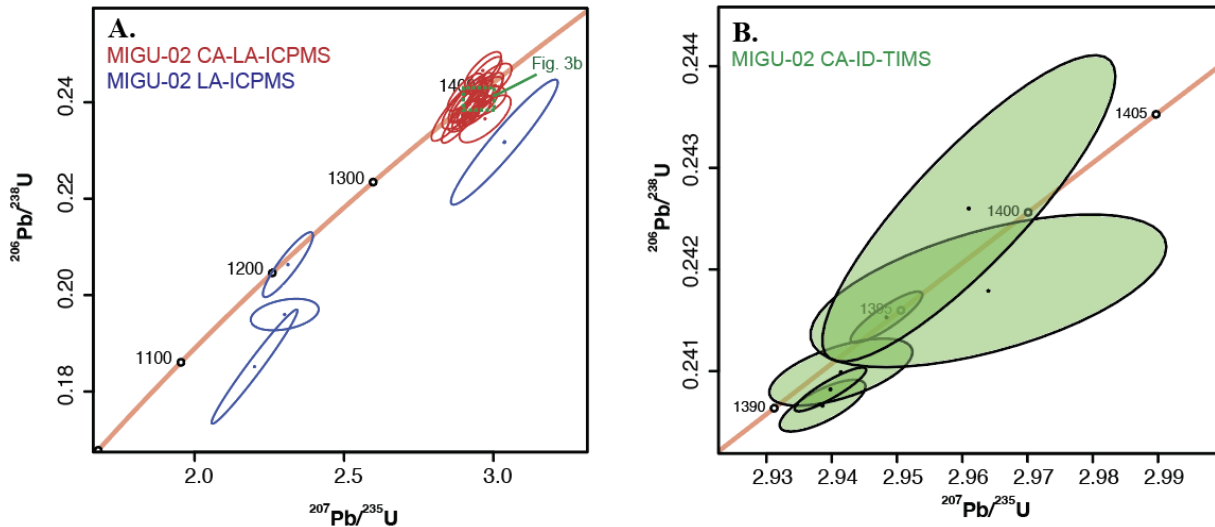 A.
MIGU-02 CA-LA-ICPMS
MIGU-02 LA-ICPMS
Fig. 3b
1400
1300
1200
1100
0.24
0.22
0.20
0.18
²⁰⁶Pb/²³⁸U
2.0 2.5 3.0
²⁰⁷Pb/²³⁵U
B.
MIGU-02 CA-ID-TIMS
1405
1400
1395
1390
0.244
0.243
0.242
0.241
²⁰⁶Pb/²³⁸U
2.93 2.94 2.95 2.96 2.97 2.98 2.99
²⁰⁷Pb/²³⁵U